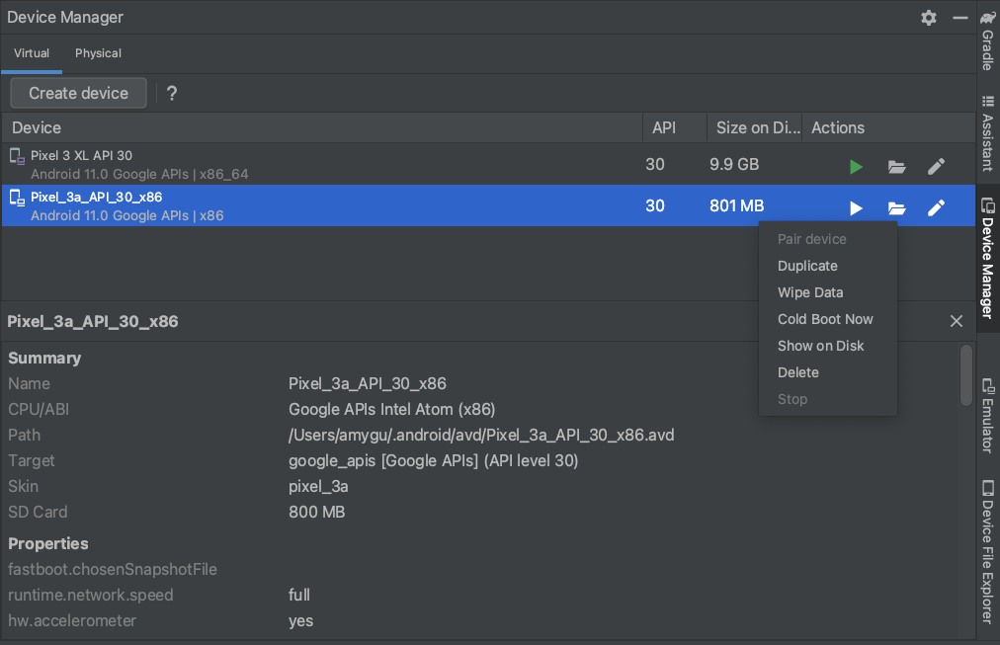 Device Manager
Virtual Physical
Create device ?
Device API Size on Di... Actions
Pixel 3 XL API 30
Android 11.0 Google APIs | x86_64
30 9.9 GB
Pixel_3a_API_30_x86
Android 11.0 Google APIs | x86
30 801 MB
Pair device
Duplicate
Wipe Data
Cold Boot Now
Show on Disk
Delete
Stop
Pixel_3a_API_30_x86
Summary
Name Pixel_3a_API_30_x86
CPU/ABI Google APIs Intel Atom (x86)
Path /Users/amygu/.android/avd/Pixel_3a_API_30_x86.avd
Target google_apis [Google APIs] (API level 30)
Skin pixel_3a
SD Card 800 MB
Properties
fastboot.chosenSnapshotFile
runtime.network.speed full
hw.accelerometer yes
Gradle
Assistant
Device Manager
Emulator
Device File Explorer